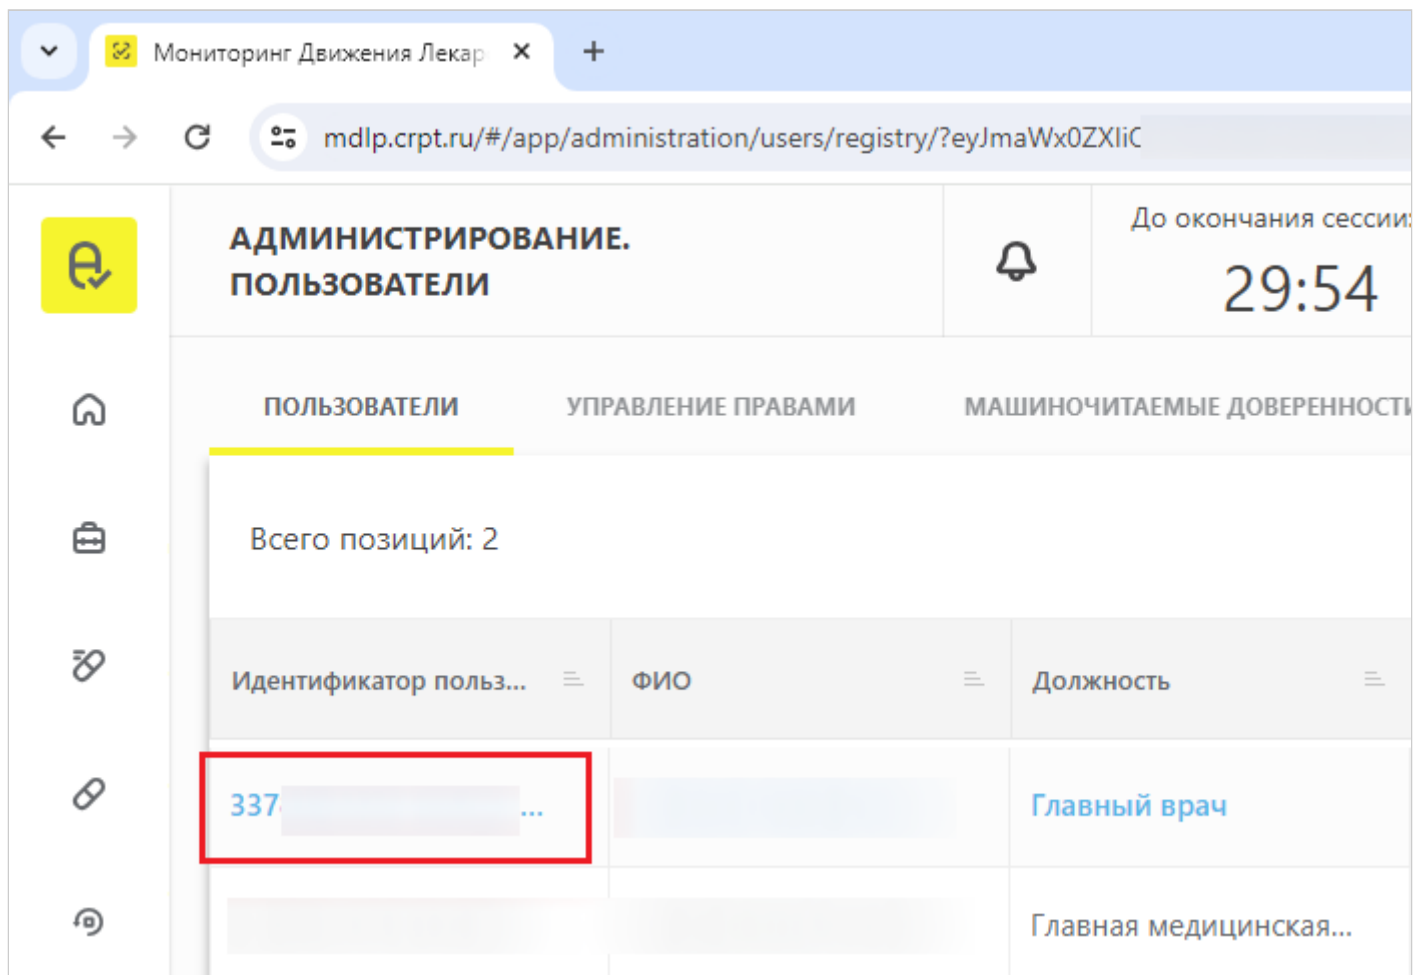 Мониторинг Движения Лекар
mdlp.crpt.ru/#/app/administration/users/registry/?eyJmaWx0ZXIiO
АДМИНИСТРИРОВАНИЕ.
ПОЛЬЗОВАТЕЛИ
До окончания сессии:
29:54
ПОЛЬЗОВАТЕЛИ УПРАВЛЕНИЕ ПРАВАМИ МАШИНОЧИТАЕМЫЕ ДОВЕРЕННОСТИ
Всего позиций: 2
Идентификатор польз... ФИО Должность
337 ... Главный врач
Главная медицинская...